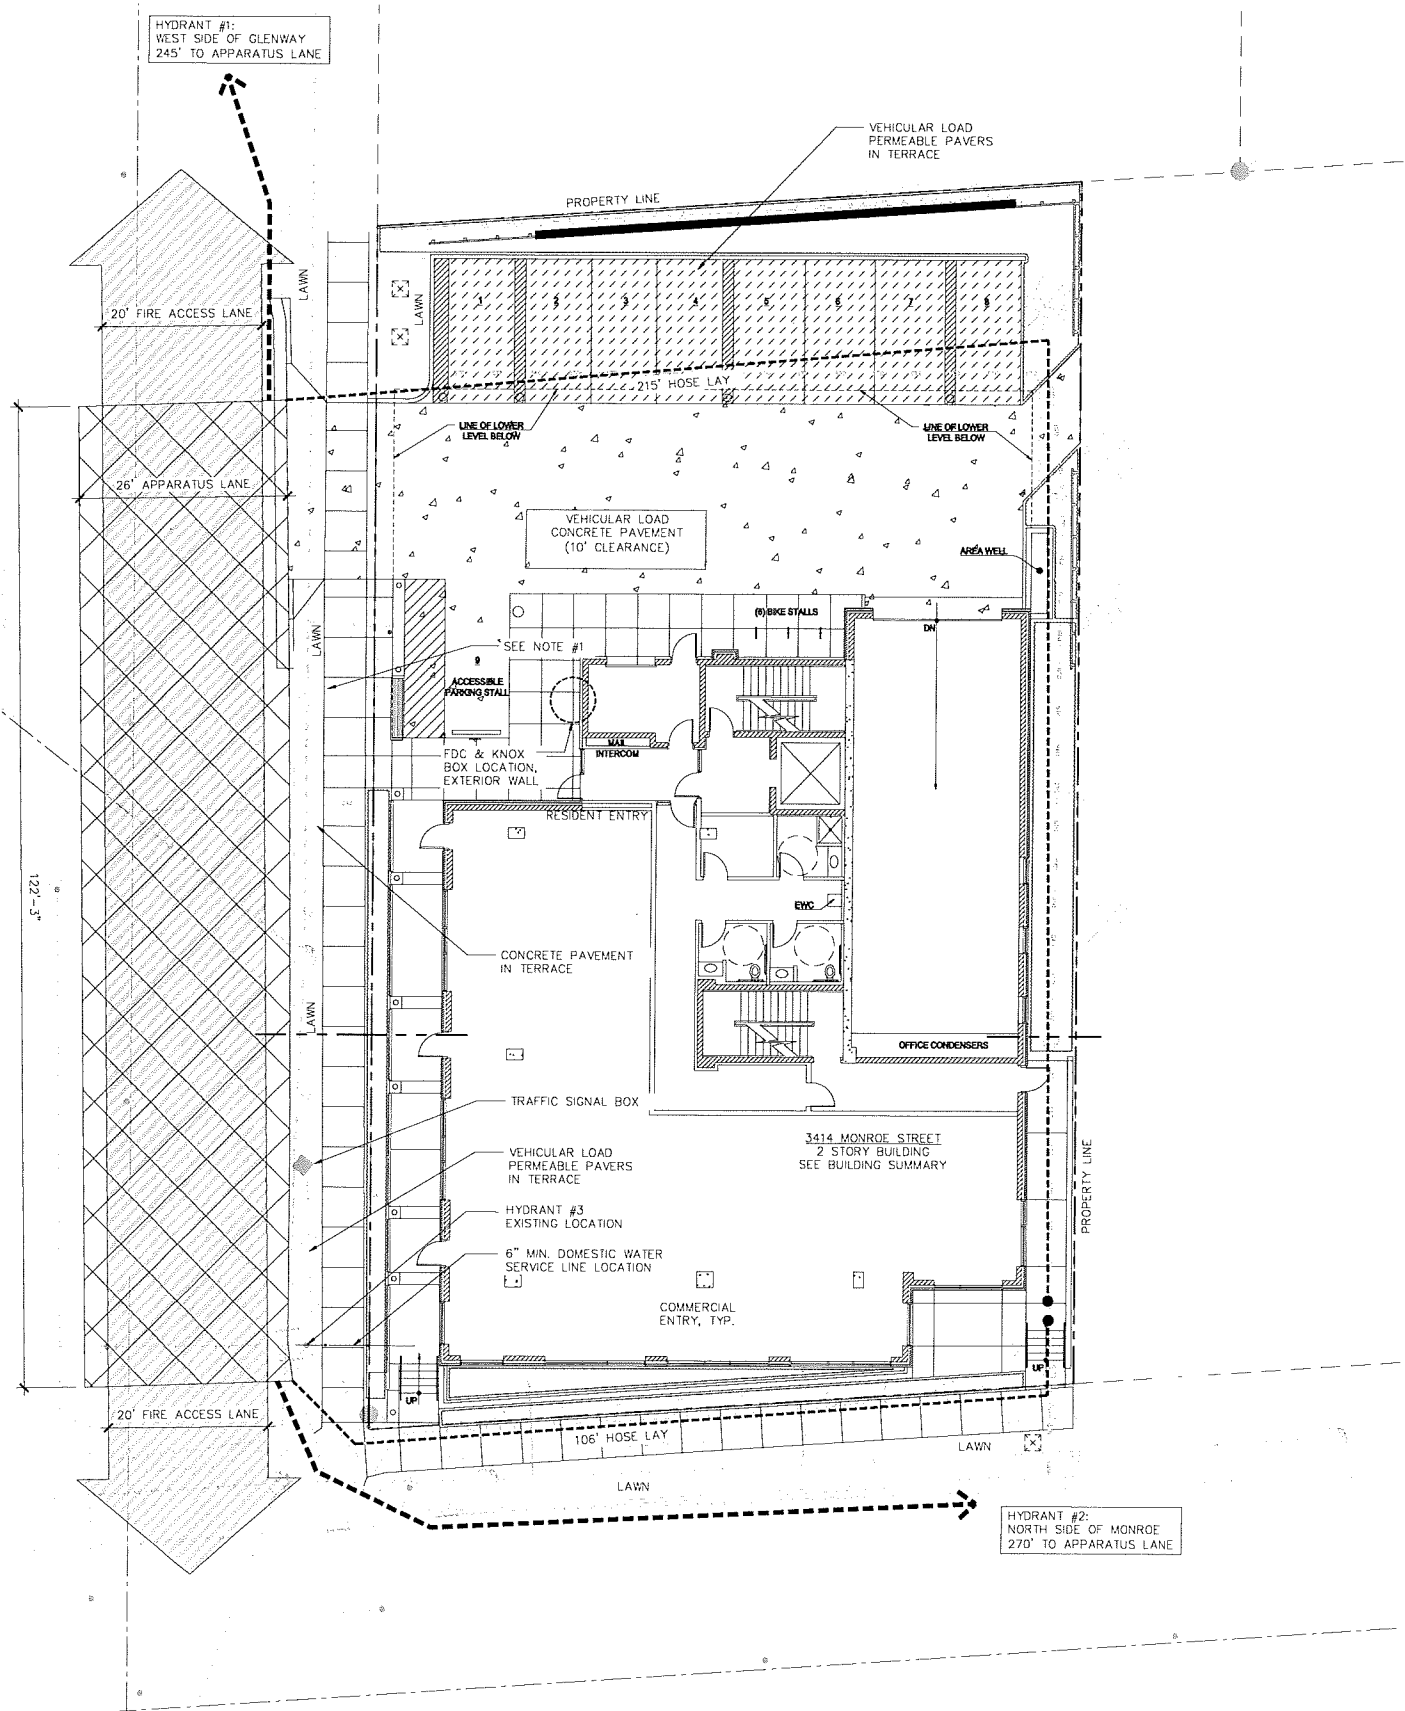 HYDRANT #1:
WEST SIDE OF GLENWAY
245' TO APPARATUS LANE
VEHICULAR LOAD
PERMEABLE PAVERS
IN TERRACE
PROPERTY LINE
LAWN
LAWN
20' FIRE ACCESS LANE
1
2
3
4
5
6
7
8
215' HOSE LAY
LINE OF LOWER
LEVEL BELOW
LINE OF LOWER
LEVEL BELOW
26' APPARATUS LANE
VEHICULAR LOAD
CONCRETE PAVEMENT
(10' CLEARANCE)
AREA WELL
(6) BIKE STALLS
DN
LAWN
SEE NOTE #1
9
ACCESSIBLE
PARKING STALL
MAIL
INTERCOM
FDC & KNOX
BOX LOCATION,
EXTERIOR WALL
RESIDENT ENTRY
122'-3"
EWC
CONCRETE PAVEMENT
IN TERRACE
LAWN
OFFICE CONDENSERS
TRAFFIC SIGNAL BOX
3414 MONROE STREET
2 STORY BUILDING
SEE BUILDING SUMMARY
VEHICULAR LOAD
PERMEABLE PAVERS
IN TERRACE
PROPERTY LINE
HYDRANT #3
EXISTING LOCATION
6" MIN. DOMESTIC WATER
SERVICE LINE LOCATION
COMMERCIAL
ENTRY, TYP.
UP
UP
20' FIRE ACCESS LANE
106' HOSE LAY
LAWN
LAWN
HYDRANT #2:
NORTH SIDE OF MONROE
270' TO APPARATUS LANE